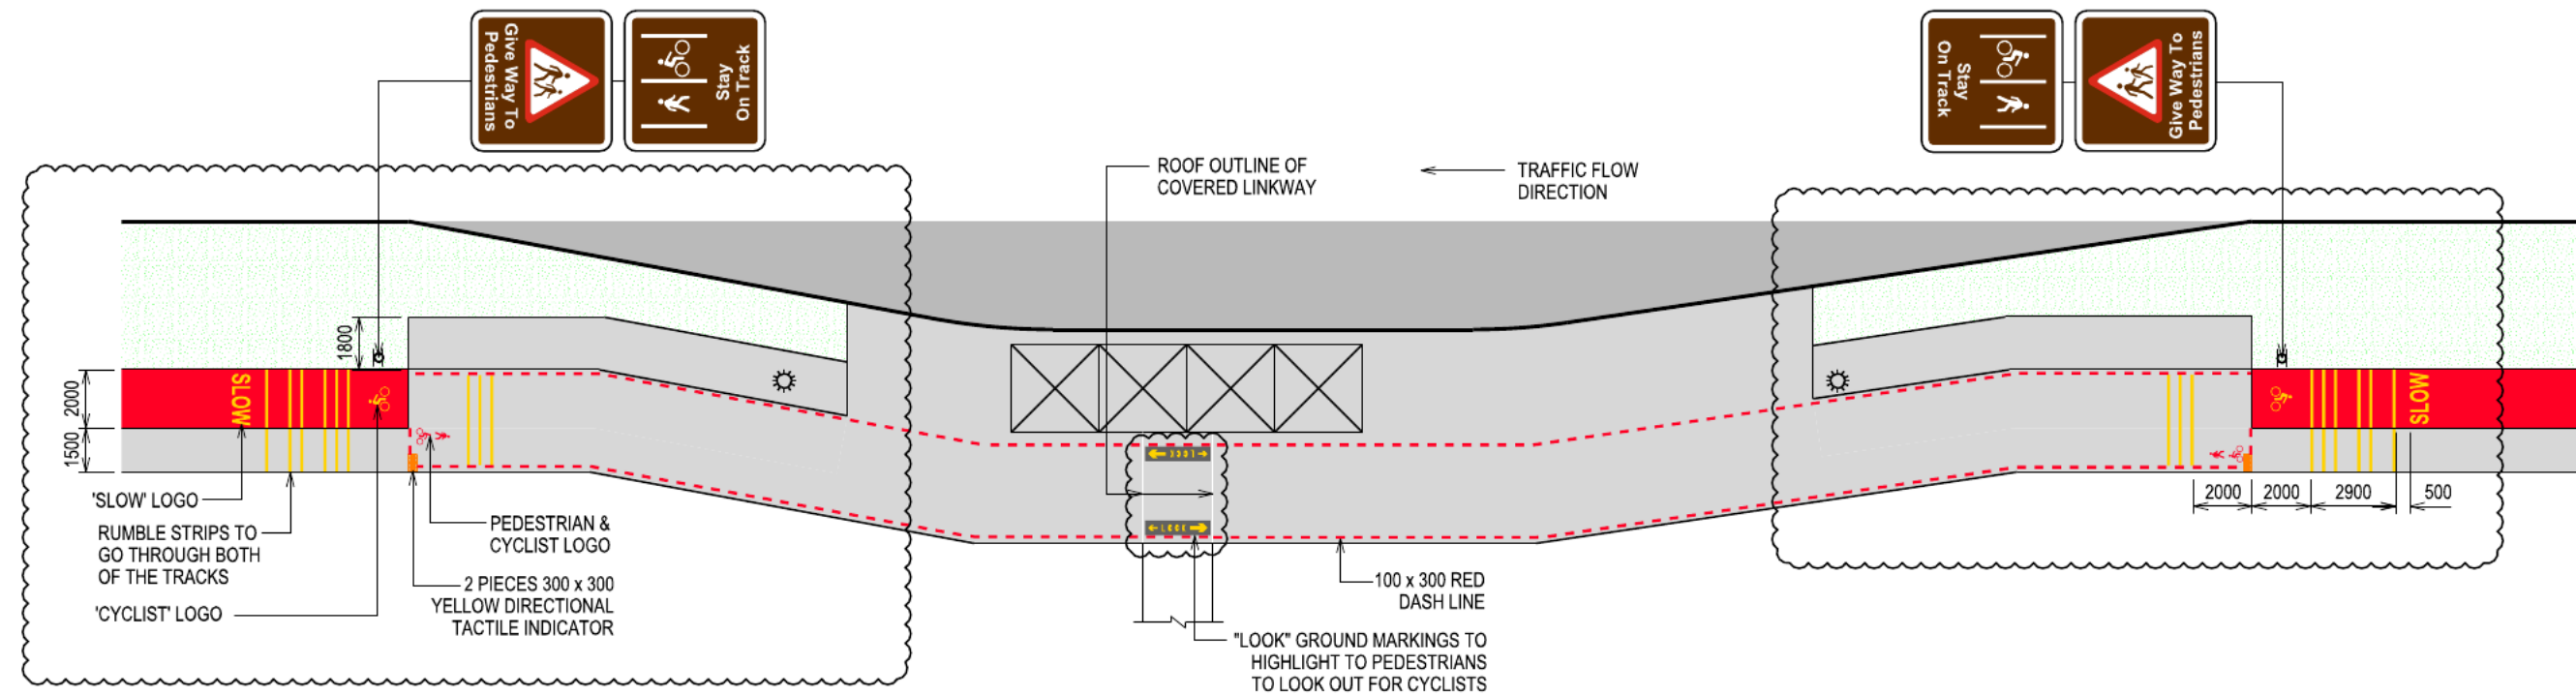 Give Way To
Pedestrians
Stay
On Track
Stay
On Track
Give Way To
Pedestrians
ROOF OUTLINE OF
COVERED LINKWAY
TRAFFIC FLOW
DIRECTION
1800
2000
1500
SLOW
SLOW
LOOK
LOOK
'SLOW' LOGO
RUMBLE STRIPS TO
GO THROUGH BOTH
OF THE TRACKS
'CYCLIST' LOGO
PEDESTRIAN &
CYCLIST LOGO
2 PIECES 300 x 300
YELLOW DIRECTIONAL
TACTILE INDICATOR
100 x 300 RED
DASH LINE
"LOOK" GROUND MARKINGS TO
HIGHLIGHT TO PEDESTRIANS
TO LOOK OUT FOR CYCLISTS
2000
2000
2900
500